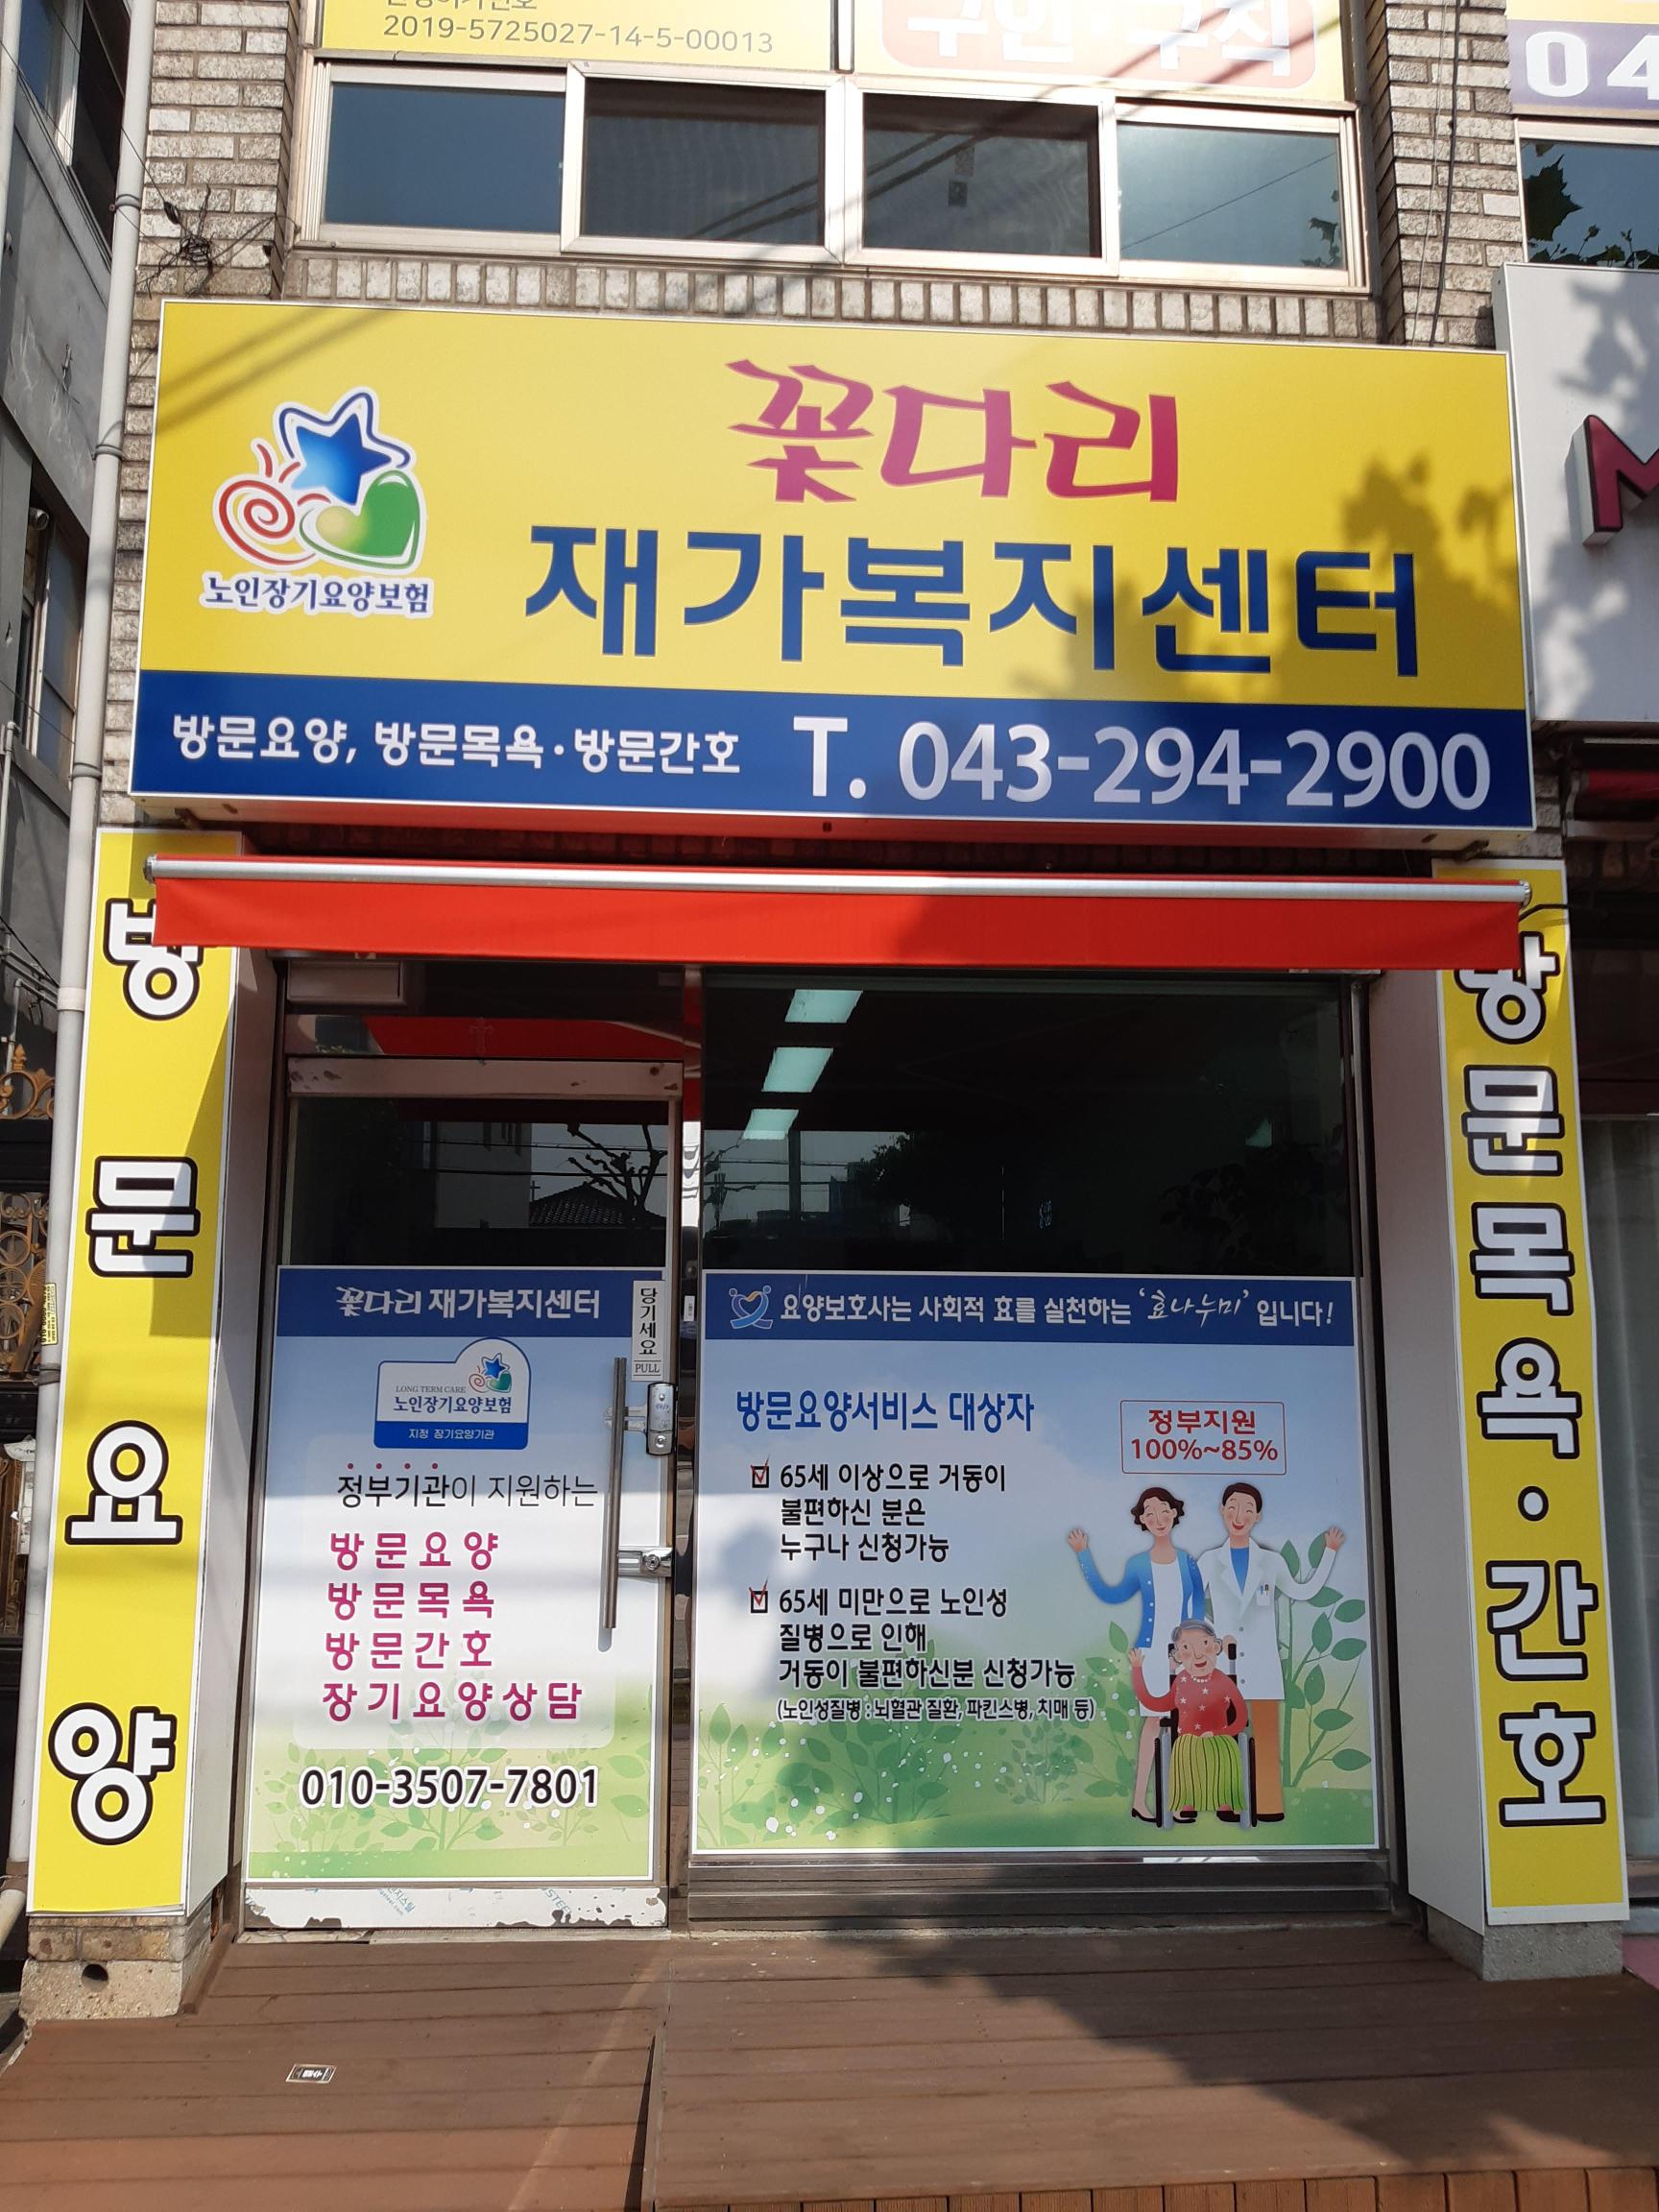 2019-5725027-14-5-00013
구인 구직
04
꽃다리
재가복지센터
노인장기요양보험
방문요양, 방문목욕·방문간호 T. 043-294-2900
M
방문요양
방문목욕·간호
꽃다리 재가복지센터
당기세요
PULL
LONG TERM CARE
노인장기요양보험
지정 장기요양기관
정부기관이 지원하는
방문요양
방문목욕
방문간호
장기요양상담
010-3507-7801
요양보호사는 사회적 효를 실천하는 '효나누미' 입니다!
방문요양서비스 대상자
정부지원
100%~85%
65세 이상으로 거동이
불편하신 분은
누구나 신청가능
65세 미만으로 노인성
질병으로 인해
거동이 불편하신분 신청가능
(노인성질병 : 뇌혈관 질환, 파킨스병, 치매 등)